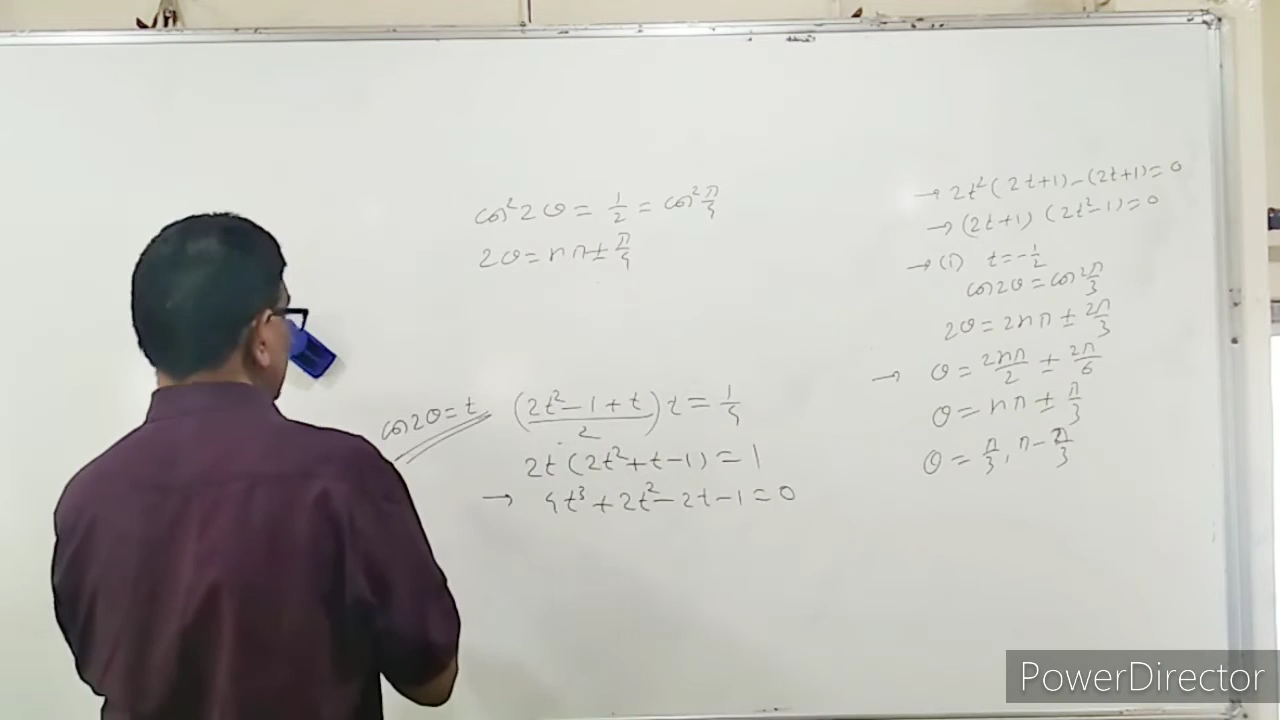 cos²2θ = 1/2 = cos² π/4
2θ = nπ ± π/4
cos2θ = t
((2t² - 1 + t)/2) t = 1/4
2t (2t² + t - 1) = 1
→ 4t³ + 2t² - 2t - 1 = 0
→ 2t² (2t+1) - (2t+1) = 0
→ (2t+1) (2t²-1) = 0
→ (i) t = -1/2
cos2θ = cos 2π/3
2θ = 2nπ ± 2π/3
→ θ = 2nπ/2 ± 2π/6
θ = nπ ± π/3
θ = π/3, π - π/3
PowerDirector